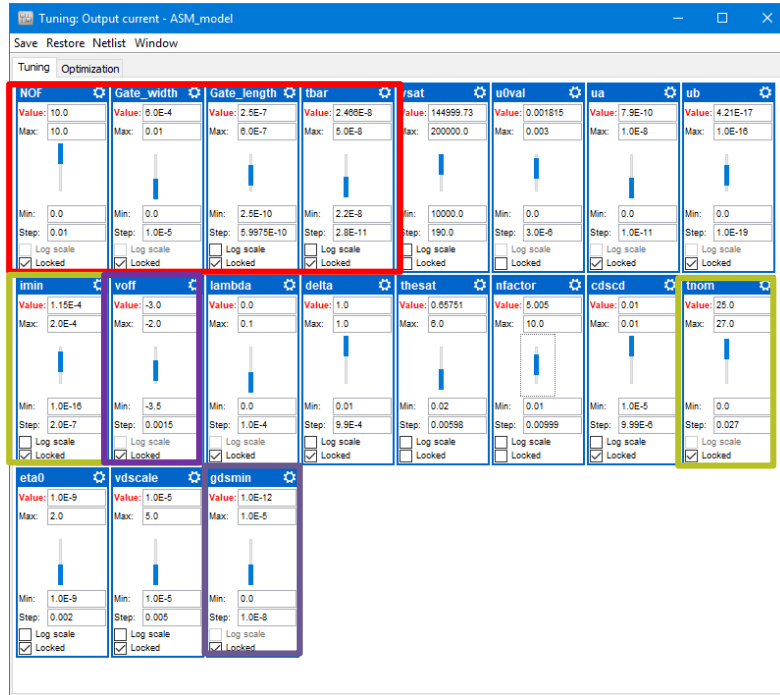 Tuning: Output current - ASM_model
Save Restore Netlist Window
Tuning Optimization
NOF Gate_width Gate_length tbar vsat u0val ua ub
Value: 10.0 Value: 6.0E-4 Value: 2.5E-7 Value: 2.466E-8 Value: 144999.73 Value: 0.001815 Value: 7.9E-10 Value: 4.21E-17
Max: 10.0 Max: 0.01 Max: 6.0E-7 Max: 5.0E-8 Max: 200000.0 Max: 0.003 Max: 1.0E-8 Max: 1.0E-16
Min: 0.0 Min: 0.0 Min: 2.5E-10 Min: 2.2E-8 Min: 10000.0 Min: 0.0 Min: 0.0 Min: 0.0
Step: 0.01 Step: 1.0E-5 Step: 5.9975E-10 Step: 2.8E-11 Step: 190.0 Step: 3.0E-6 Step: 1.0E-11 Step: 1.0E-19
Log scale Log scale Log scale Log scale Log scale Log scale Log scale Log scale
Locked Locked Locked Locked Locked Locked Locked Locked
imin voff lambda delta thesat nfactor cdscd tnom
Value: 1.15E-4 Value: -3.0 Value: 0.0 Value: 1.0 Value: 0.65751 Value: 5.005 Value: 0.01 Value: 25.0
Max: 2.0E-4 Max: -2.0 Max: 0.1 Max: 1.0 Max: 6.0 Max: 10.0 Max: 0.01 Max: 27.0
Min: 1.0E-16 Min: -3.5 Min: 0.0 Min: 0.01 Min: 0.02 Min: 0.01 Min: 1.0E-5 Min: 0.0
Step: 2.0E-7 Step: 0.0015 Step: 1.0E-4 Step: 9.9E-4 Step: 0.00598 Step: 0.00999 Step: 9.99E-6 Step: 0.027
Log scale Log scale Log scale Log scale Log scale Log scale Log scale Log scale
Locked Locked Locked Locked Locked Locked Locked Locked
eta0 vdscale gdsmin
Value: 1.0E-9 Value: 1.0E-5 Value: 1.0E-12
Max: 2.0 Max: 5.0 Max: 1.0E-5
Min: 1.0E-9 Min: 1.0E-5 Min: 0.0
Step: 0.002 Step: 0.005 Step: 1.0E-8
Log scale Log scale Log scale
Locked Locked Locked